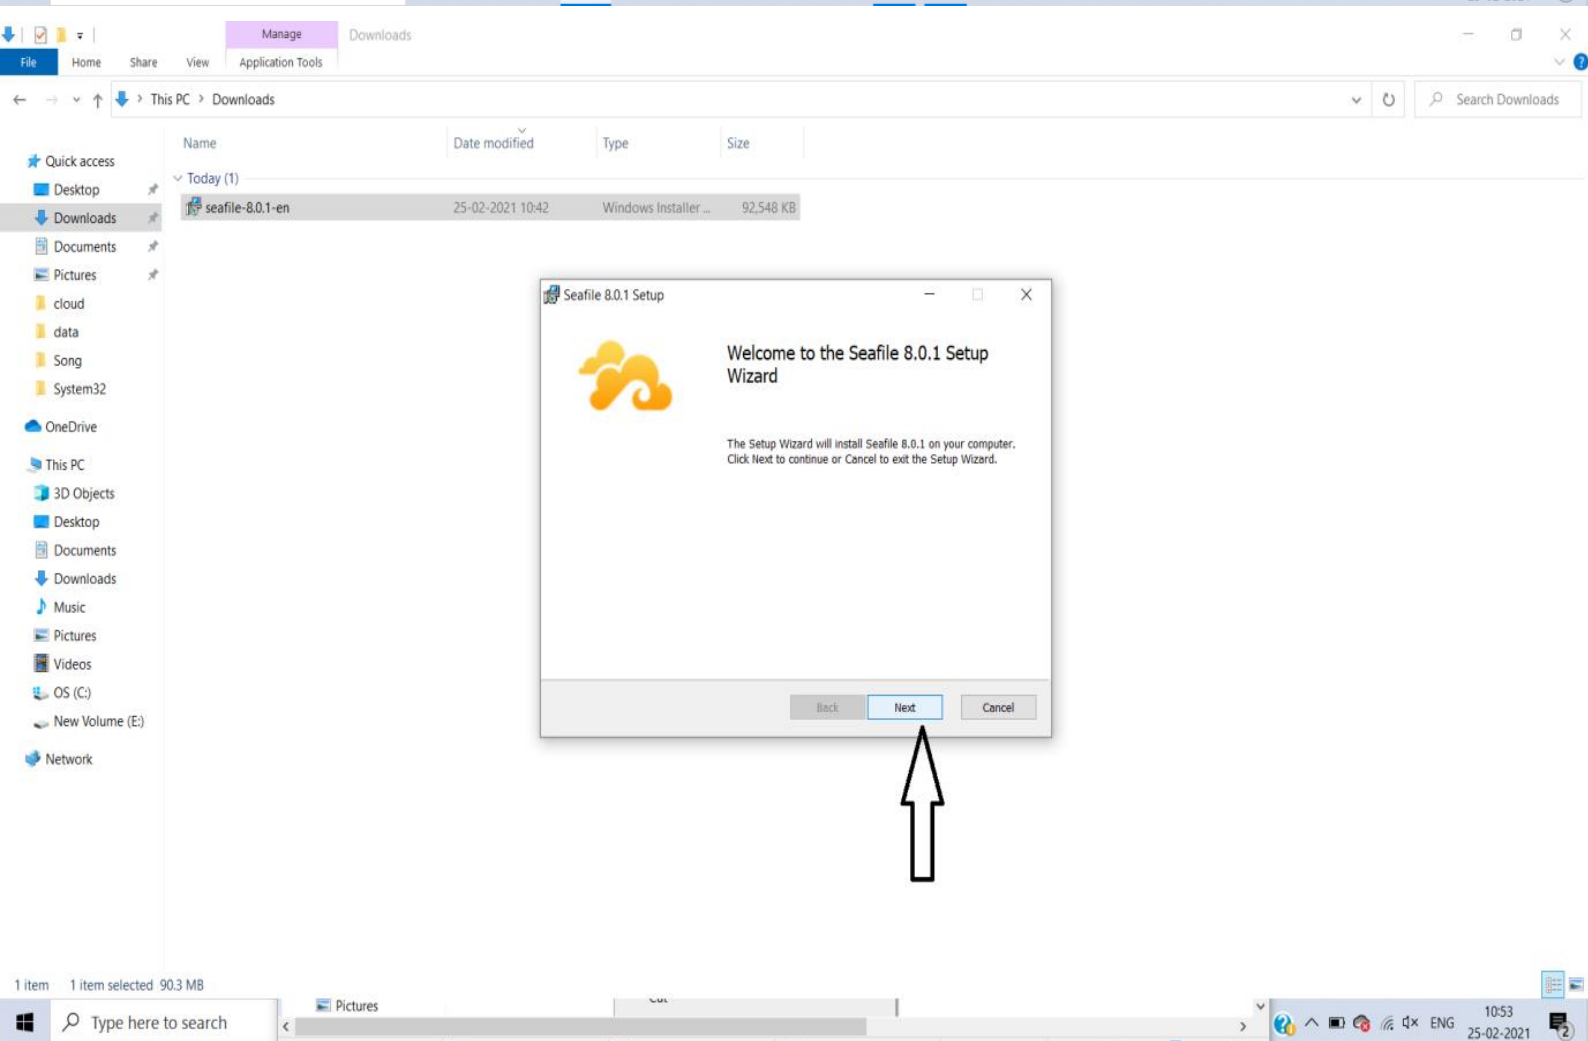 Manage
Downloads
File
Home
Share
View
Application Tools
This PC
Downloads
Search Downloads
Name
Date modified
Type
Size
Quick access
Today (1)
Desktop
seafile-8.0.1-en
25-02-2021 10:42
Windows Installer ...
92,548 KB
Downloads
Documents
Pictures
cloud
data
Song
System32
OneDrive
This PC
3D Objects
Desktop
Documents
Downloads
Music
Pictures
Videos
OS (C:)
New Volume (E:)
Network
Seafile 8.0.1 Setup
Welcome to the Seafile 8.0.1 Setup
Wizard
The Setup Wizard will install Seafile 8.0.1 on your computer.
Click Next to continue or Cancel to exit the Setup Wizard.
Back
Next
Cancel
1 item
1 item selected 90.3 MB
Pictures
Type here to search
ENG
10:53
25-02-2021
2